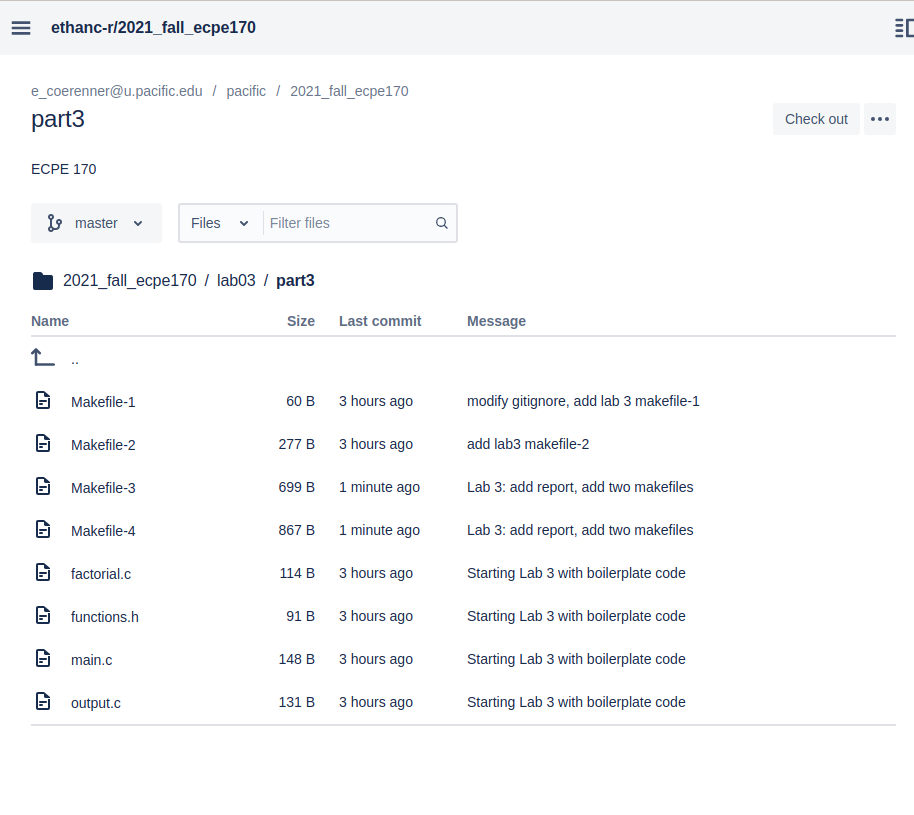 ethanc-r/2021_fall_ecpe170
e_coerenner@u.pacific.edu / pacific / 2021_fall_ecpe170
part3
Check out
ECPE 170
master Files Filter files
2021_fall_ecpe170 / lab03 / part3
Name Size Last commit Message
..
Makefile-1 60 B 3 hours ago modify gitignore, add lab 3 makefile-1
Makefile-2 277 B 3 hours ago add lab3 makefile-2
Makefile-3 699 B 1 minute ago Lab 3: add report, add two makefiles
Makefile-4 867 B 1 minute ago Lab 3: add report, add two makefiles
factorial.c 114 B 3 hours ago Starting Lab 3 with boilerplate code
functions.h 91 B 3 hours ago Starting Lab 3 with boilerplate code
main.c 148 B 3 hours ago Starting Lab 3 with boilerplate code
output.c 131 B 3 hours ago Starting Lab 3 with boilerplate code